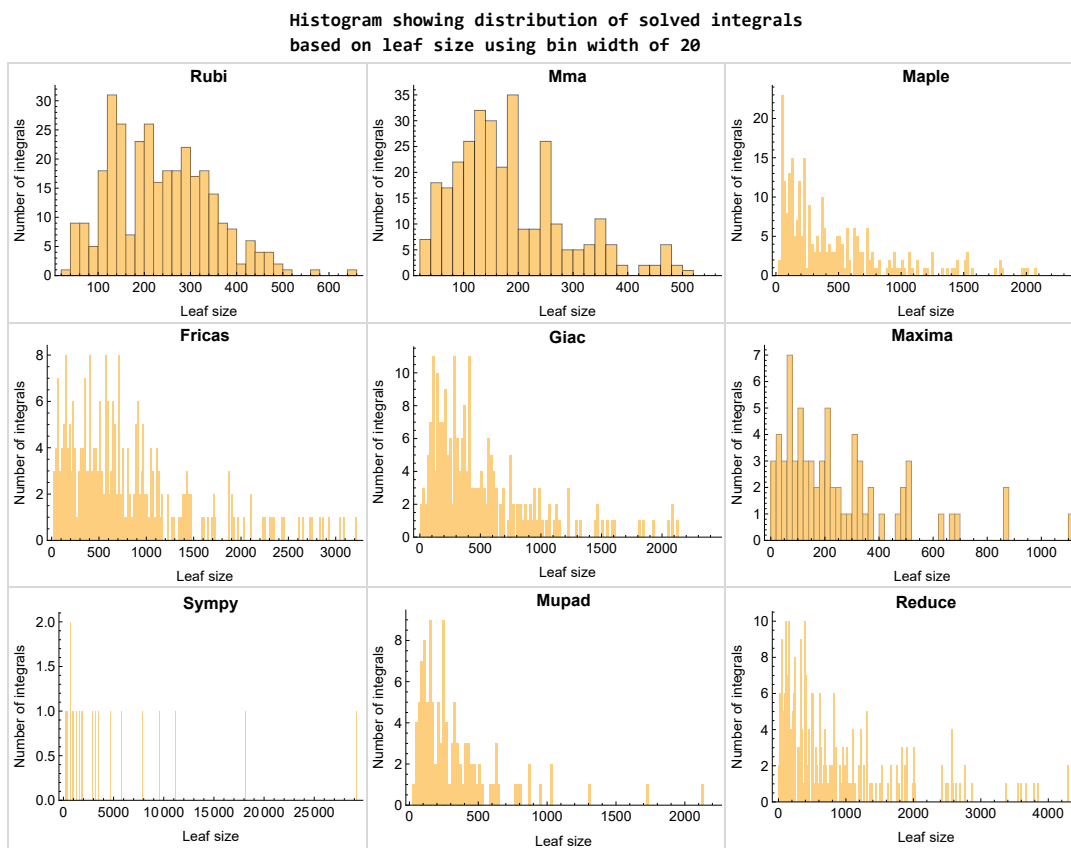 Histogram showing distribution of solved integrals
based on leaf size using bin width of 20
Rubi
Number of integrals
30
25
20
15
10
5
0
100 200 300 400 500 600
Leaf size
Mma
Number of integrals
35
30
25
20
15
10
5
0
100 200 300 400 500
Leaf size
Maple
Number of integrals
20
15
10
5
0
0 500 1000 1500 2000
Leaf size
Fricas
Number of integrals
8
6
4
2
0
0 500 1000 1500 2000 2500 3000
Leaf size
Giac
Number of integrals
10
8
6
4
2
0
0 500 1000 1500 2000
Leaf size
Maxima
Number of integrals
7
6
5
4
3
2
1
0
0 200 400 600 800 1000
Leaf size
Sympy
Number of integrals
2.0
1.5
1.0
0.5
0.0
0 5000 10000 15000 20000 25000
Leaf size
Mupad
Number of integrals
8
6
4
2
0
0 500 1000 1500 2000
Leaf size
Reduce
Number of integrals
10
8
6
4
2
0
0 1000 2000 3000 4000
Leaf size